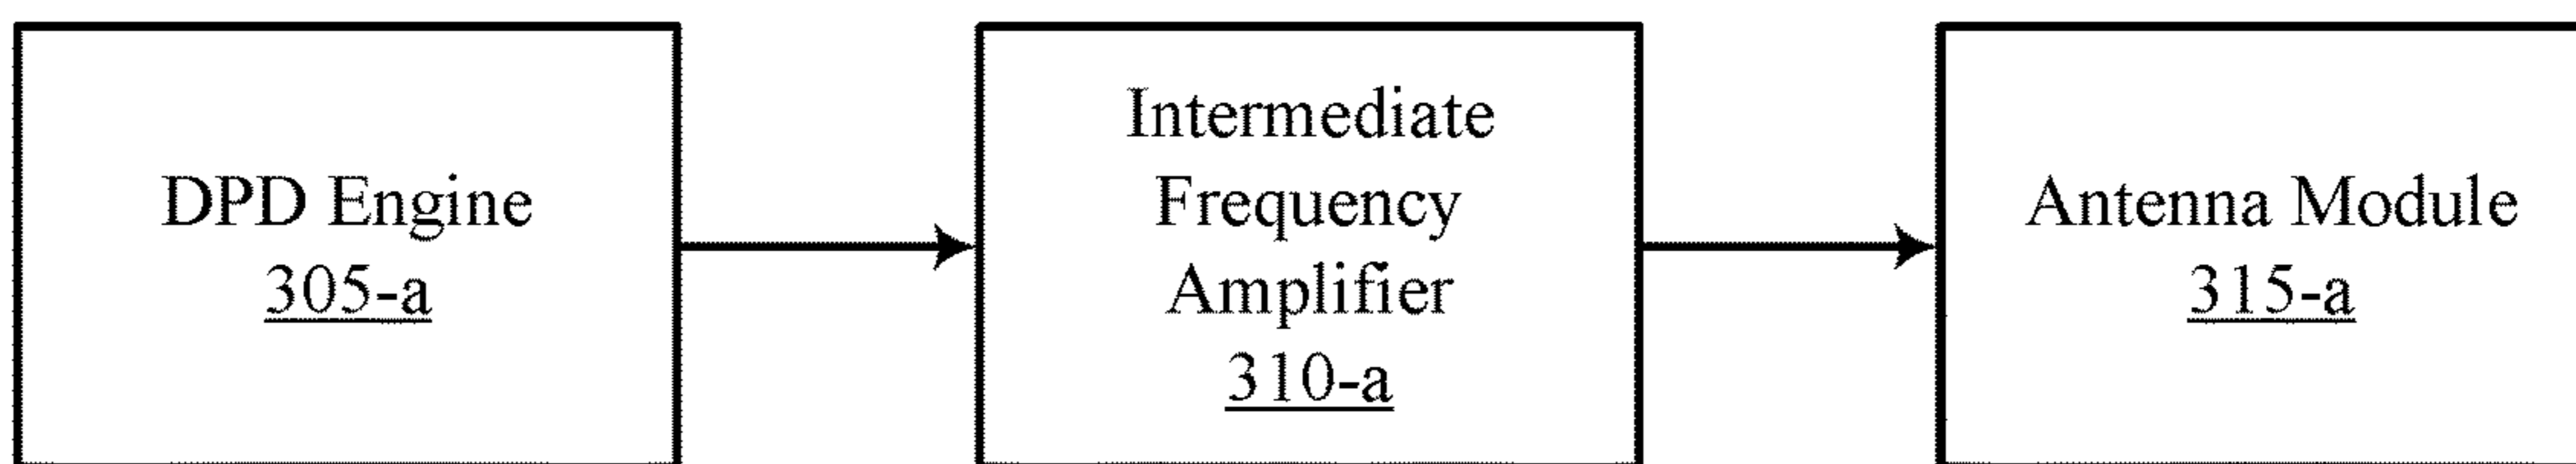 DPD Engine
305-a
Intermediate
Frequency
Amplifier
310-a
Antenna Module
315-a